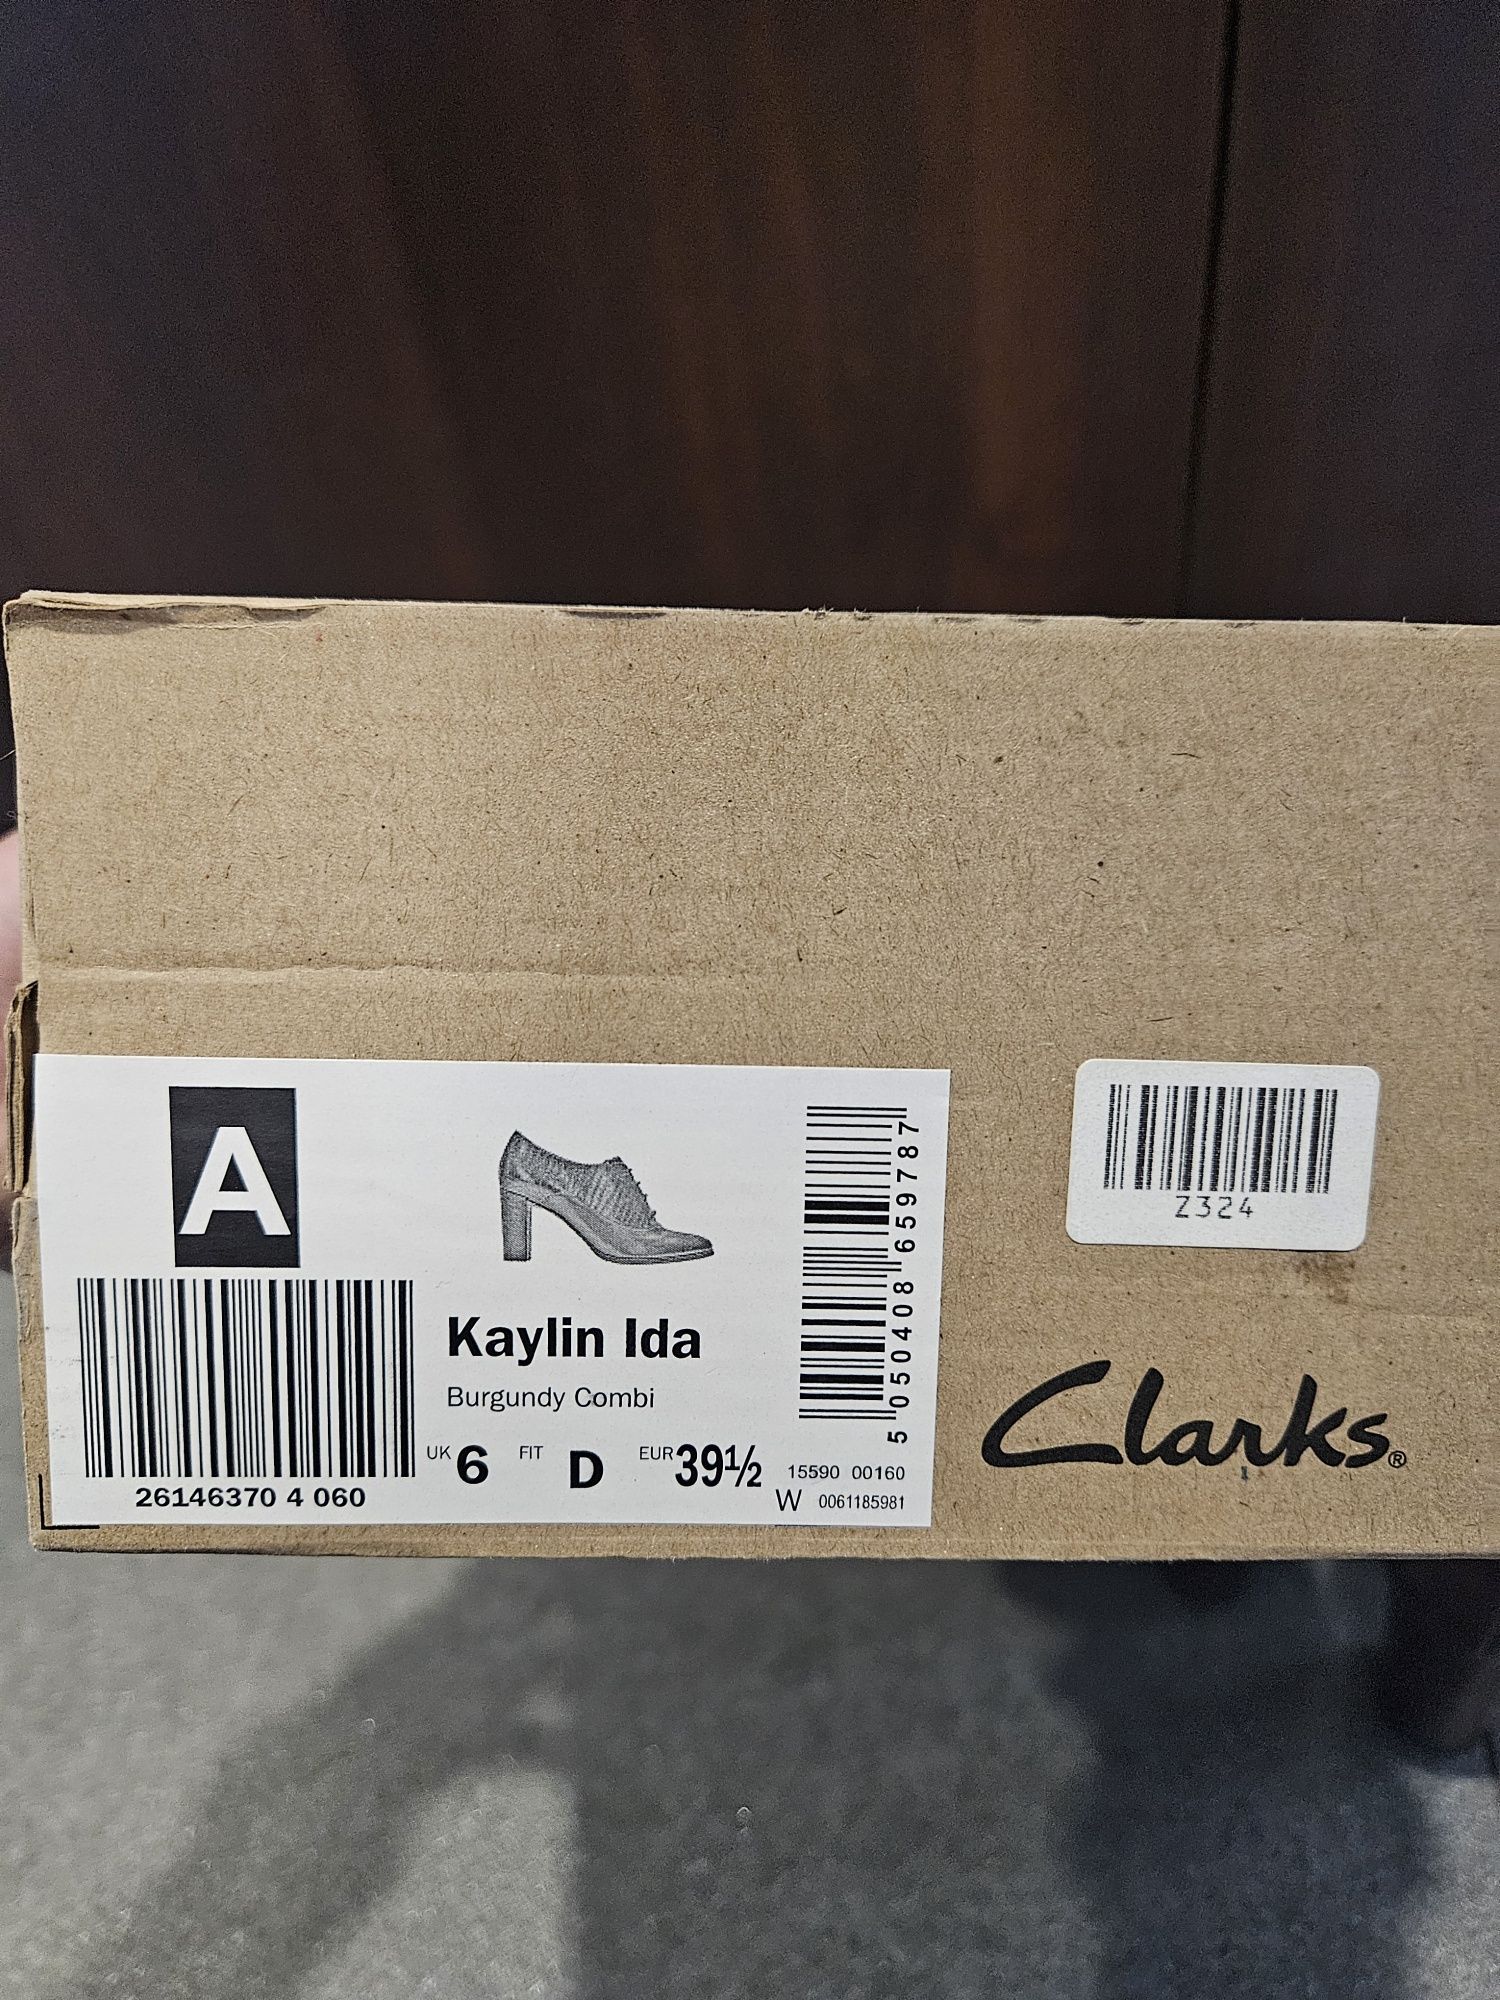 A
26146370 4 060
Kaylin Ida
Burgundy Combi
UK 6 FIT D EUR 39½
5 050408 659787
15590 00160
W 0061185981
Z324
Clarks®